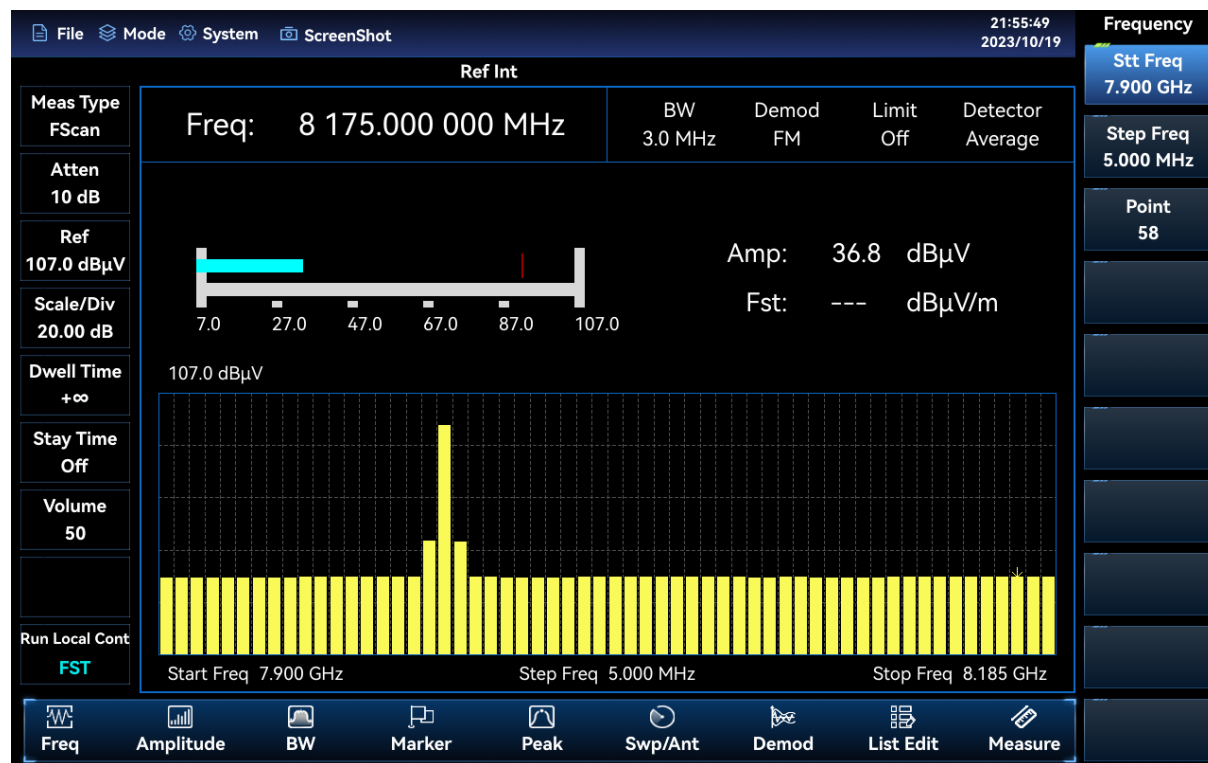 File Mode System ScreenShot
21:55:49
2023/10/19
Frequency
Ref Int
Stt Freq
7.900 GHz
Meas Type
FScan
Freq: 8 175.000 000 MHz
BW
3.0 MHz
Demod
FM
Limit
Off
Detector
Average
Step Freq
5.000 MHz
Atten
10 dB
Point
58
Ref
107.0 dBµV
Amp: 36.8 dBµV
Fst: --- dBµV/m
Scale/Div
20.00 dB
7.0 27.0 47.0 67.0 87.0 107.0
Dwell Time
+∞
107.0 dBµV
Stay Time
Off
Volume
50
Run Local Cont
FST
Start Freq 7.900 GHz Step Freq 5.000 MHz Stop Freq 8.185 GHz
Freq Amplitude BW Marker Peak Swp/Ant Demod List Edit Measure